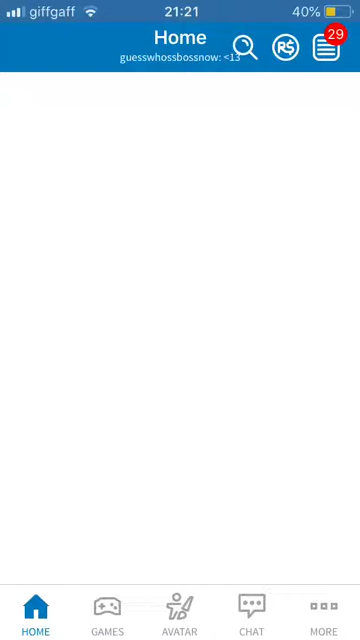 giffgaff 21:21 40%
Home
guesswhossbossnow: <13
R$
29
HOME GAMES AVATAR CHAT MORE